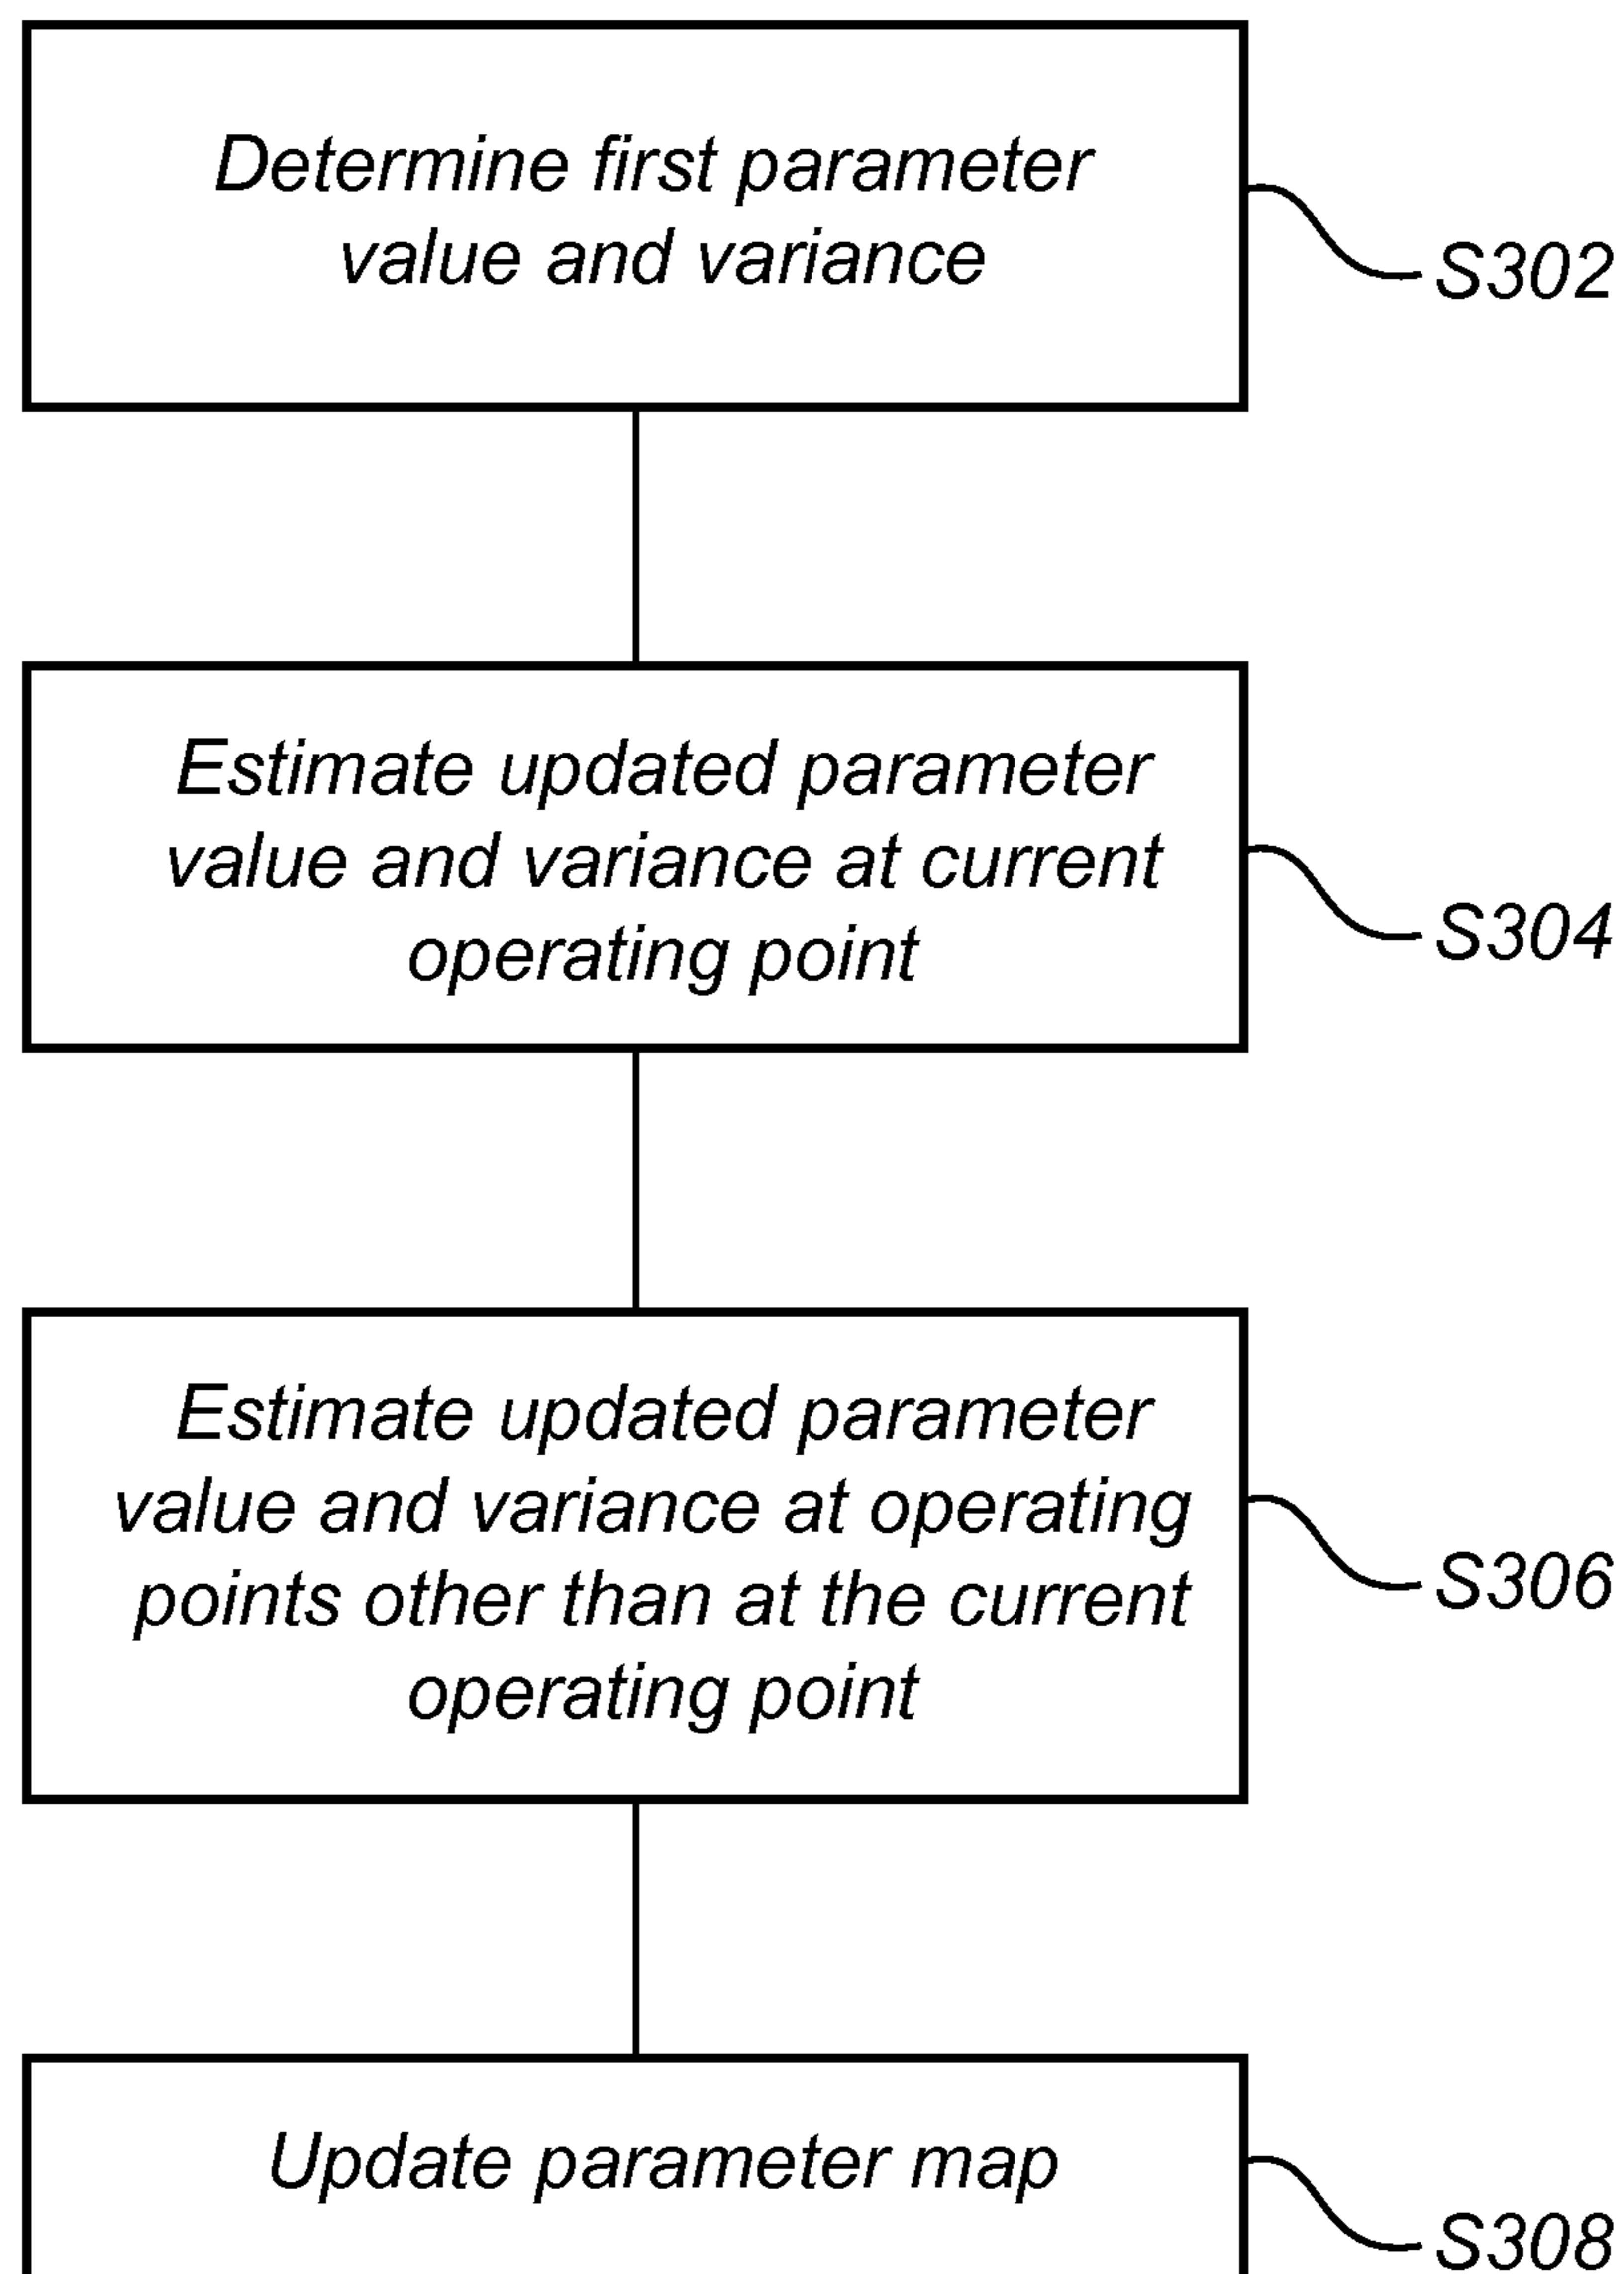 Determine first parameter
value and variance
S302
Estimate updated parameter
value and variance at current
operating point
S304
Estimate updated parameter
value and variance at operating
points other than at the current
operating point
S306
Update parameter map
S308